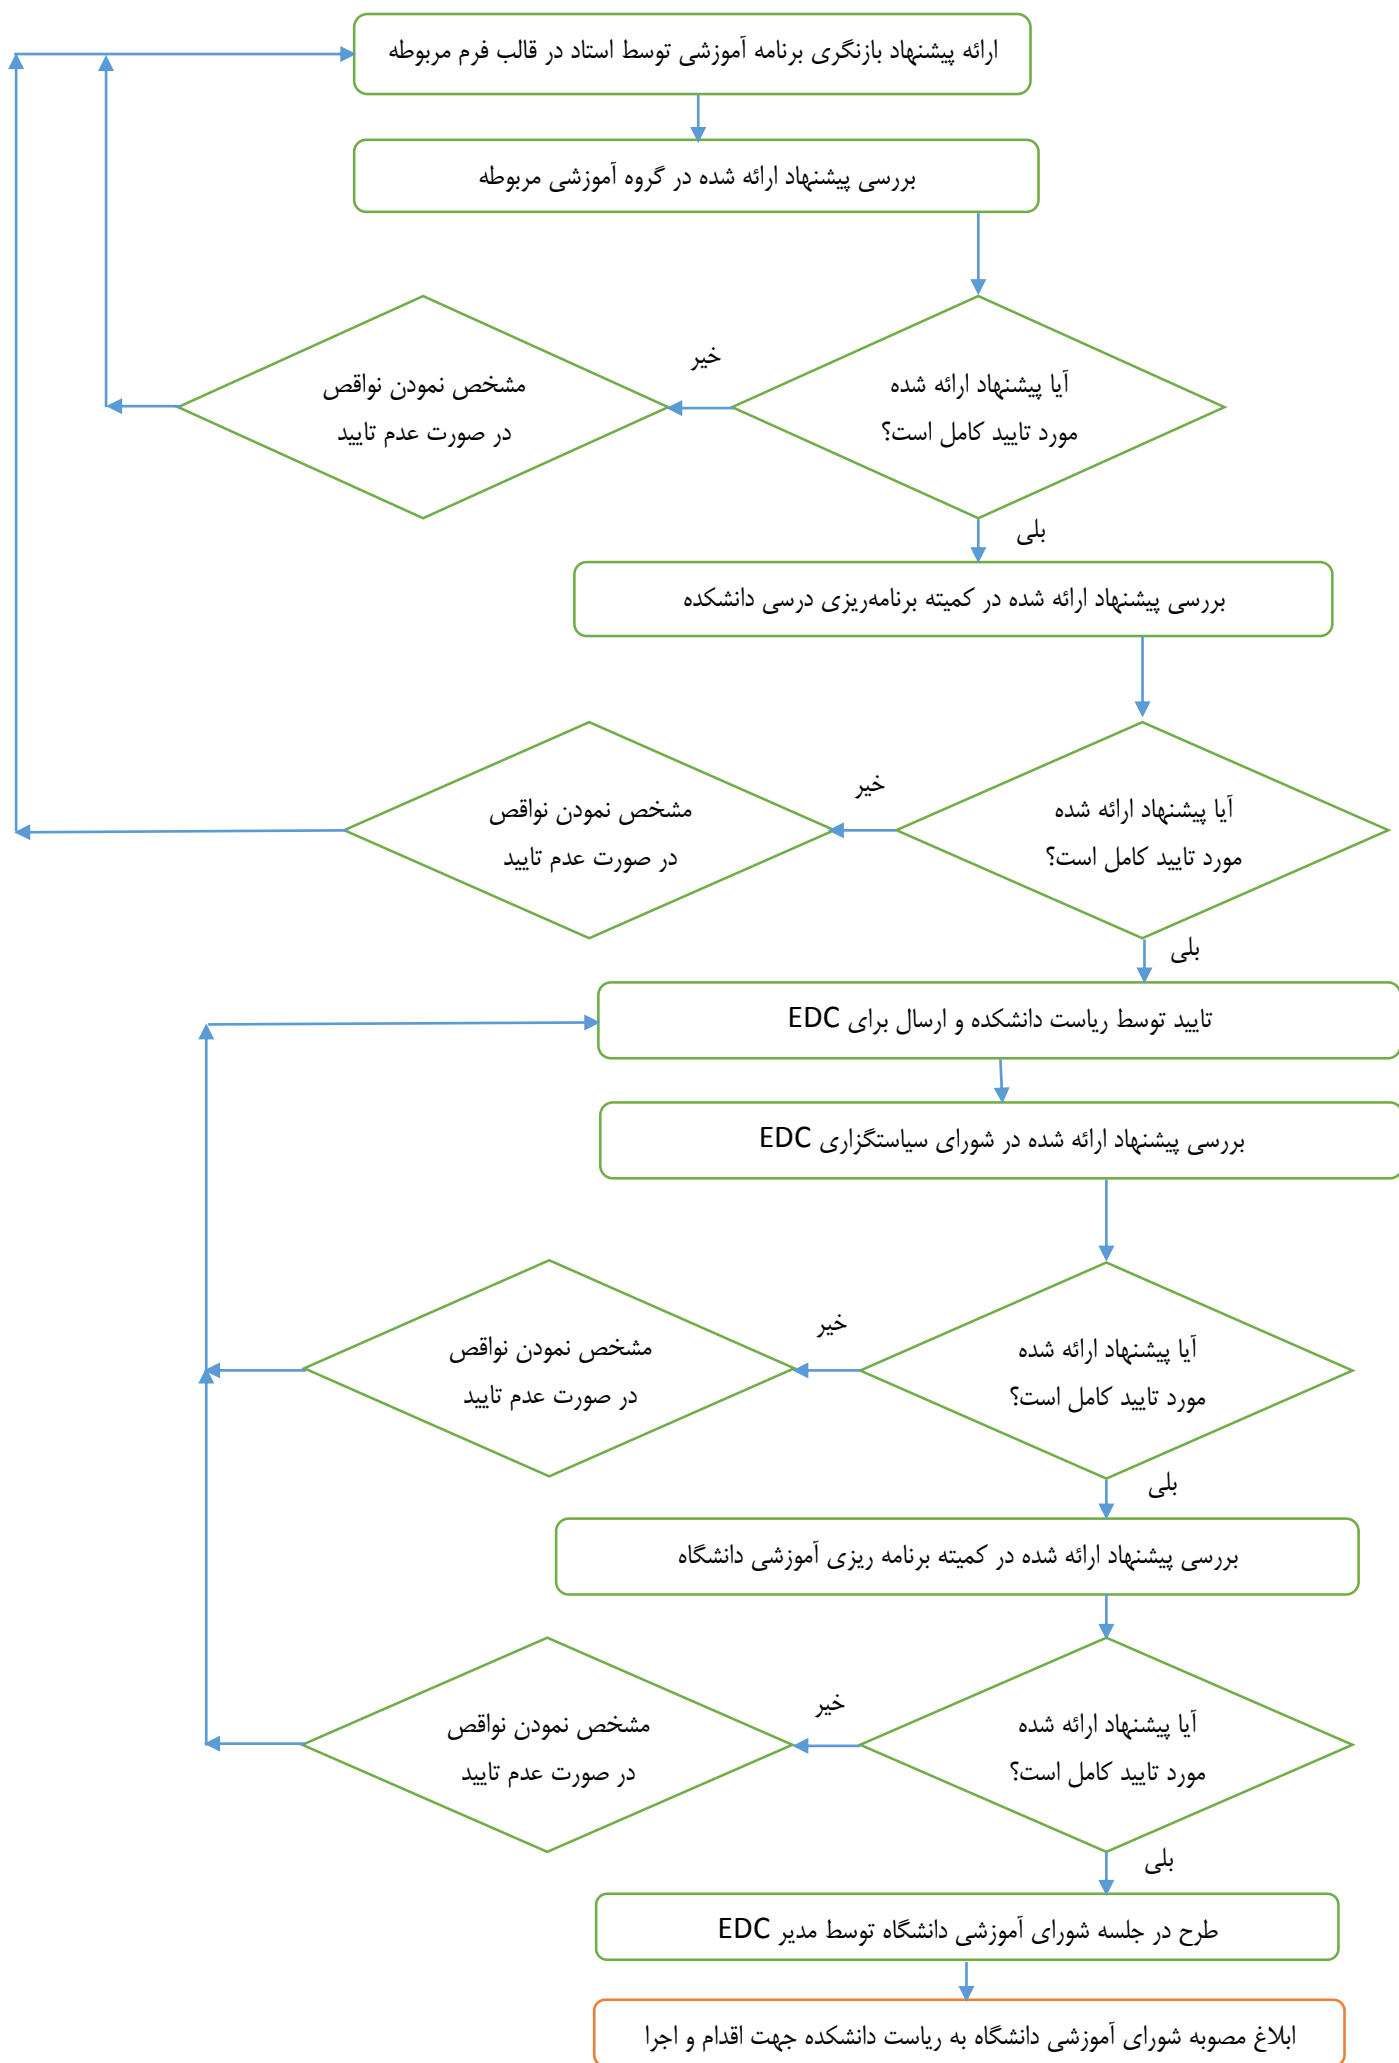 ارائه پیشنهاد بازنگری برنامه آموزشی توسط استاد در قالب فرم مربوطه
بررسی پیشنهاد ارائه شده در گروه آموزشی مربوطه
خیر
آیا پیشنهاد ارائه شده
مورد تایید کامل است؟
مشخص نمودن نواقص
در صورت عدم تایید
بلی
بررسی پیشنهاد ارائه شده در کمیته برنامه‌ریزی درسی دانشکده
خیر
آیا پیشنهاد ارائه شده
مورد تایید کامل است؟
مشخص نمودن نواقص
در صورت عدم تایید
بلی
تایید توسط ریاست دانشکده و ارسال برای EDC
بررسی پیشنهاد ارائه شده در شورای سیاستگزاری EDC
خیر
آیا پیشنهاد ارائه شده
مورد تایید کامل است؟
مشخص نمودن نواقص
در صورت عدم تایید
بلی
بررسی پیشنهاد ارائه شده در کمیته برنامه ریزی آموزشی دانشگاه
خیر
آیا پیشنهاد ارائه شده
مورد تایید کامل است؟
مشخص نمودن نواقص
در صورت عدم تایید
بلی
طرح در جلسه شورای آموزشی دانشگاه توسط مدیر EDC
ابلاغ مصوبه شورای آموزشی دانشگاه به ریاست دانشکده جهت اقدام و اجرا